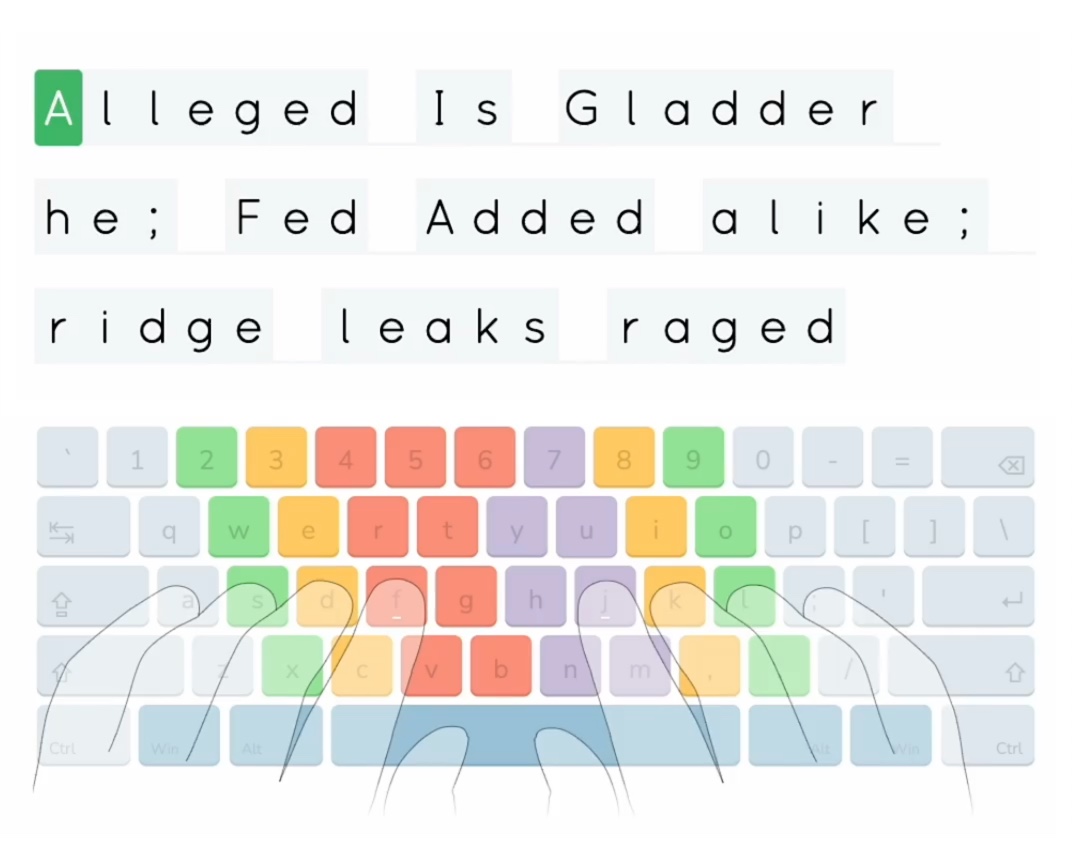 Alleged Is Gladder
he; Fed Added alike;
ridge leaks raged
` 1 2 3 4 5 6 7 8 9 0 - =
q w e r t y u i o p [ ] \
a s d f g h j k l ; '
z x c v b n m , /
Ctrl Win Alt Alt Win Ctrl